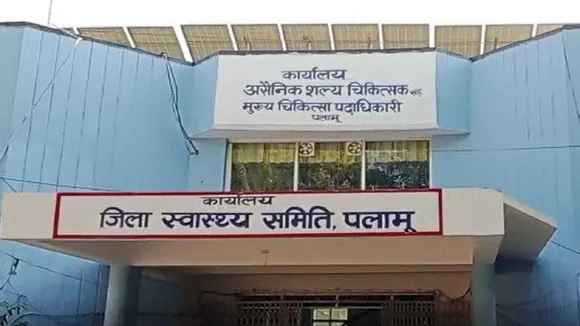 कार्यालय
असैनिक शल्य चिकित्सक सह
मुख्य चिकित्सा पदाधिकारी
पलामू
कार्यालय
जिला स्वास्थ्य समिति, पलामू